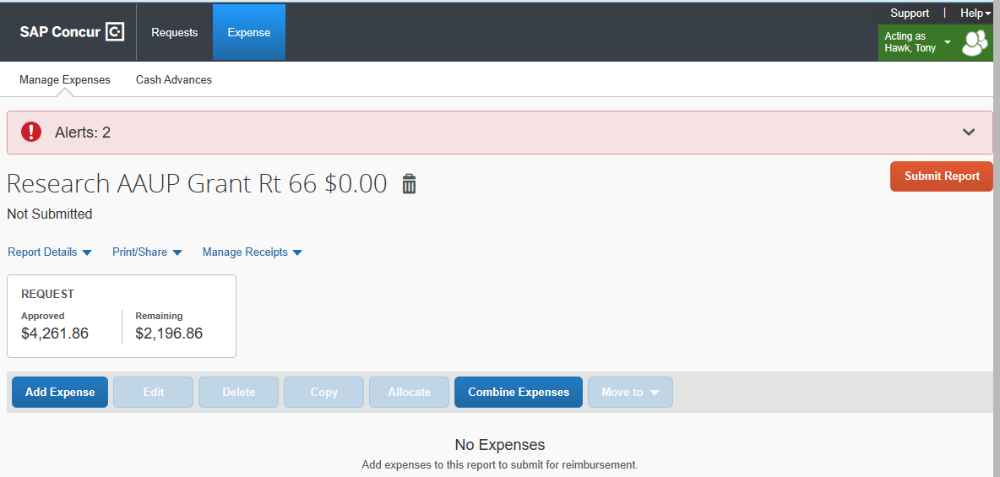 Support | Help
SAP Concur C Requests Expense
Acting as
Hawk, Tony
Manage Expenses Cash Advances
! Alerts: 2
Research AAUP Grant Rt 66 $0.00
Submit Report
Not Submitted
Report Details Print/Share Manage Receipts
REQUEST
Approved Remaining
$4,261.86 $2,196.86
Add Expense Edit Delete Copy Allocate Combine Expenses Move to
No Expenses
Add expenses to this report to submit for reimbursement.